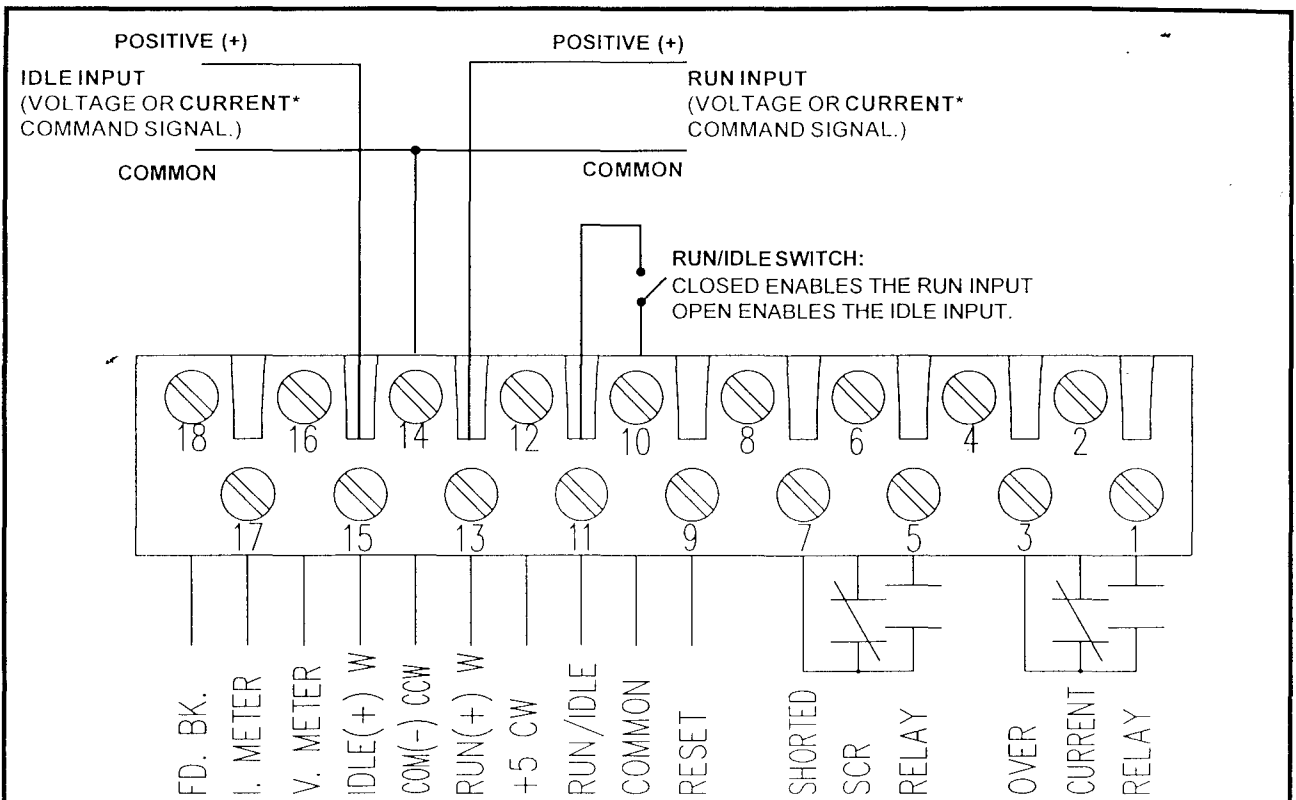 POSITIVE (+)
POSITIVE (+)
IDLE INPUT
(VOLTAGE OR CURRENT*
COMMAND SIGNAL.)
RUN INPUT
(VOLTAGE OR CURRENT*
COMMAND SIGNAL.)
COMMON
COMMON
RUN/IDLE SWITCH:
CLOSED ENABLES THE RUN INPUT
OPEN ENABLES THE IDLE INPUT.
18 16 14 12 10 8 6 4 2
17 15 13 11 9 7 5 3 1
FD. BK.
I. METER
V. METER
IDLE(+) W
COM(-) CCW
RUN(+) W
+5 CW
RUN/IDLE
COMMON
RESET
SHORTED
SCR
RELAY
OVER
CURRENT
RELAY